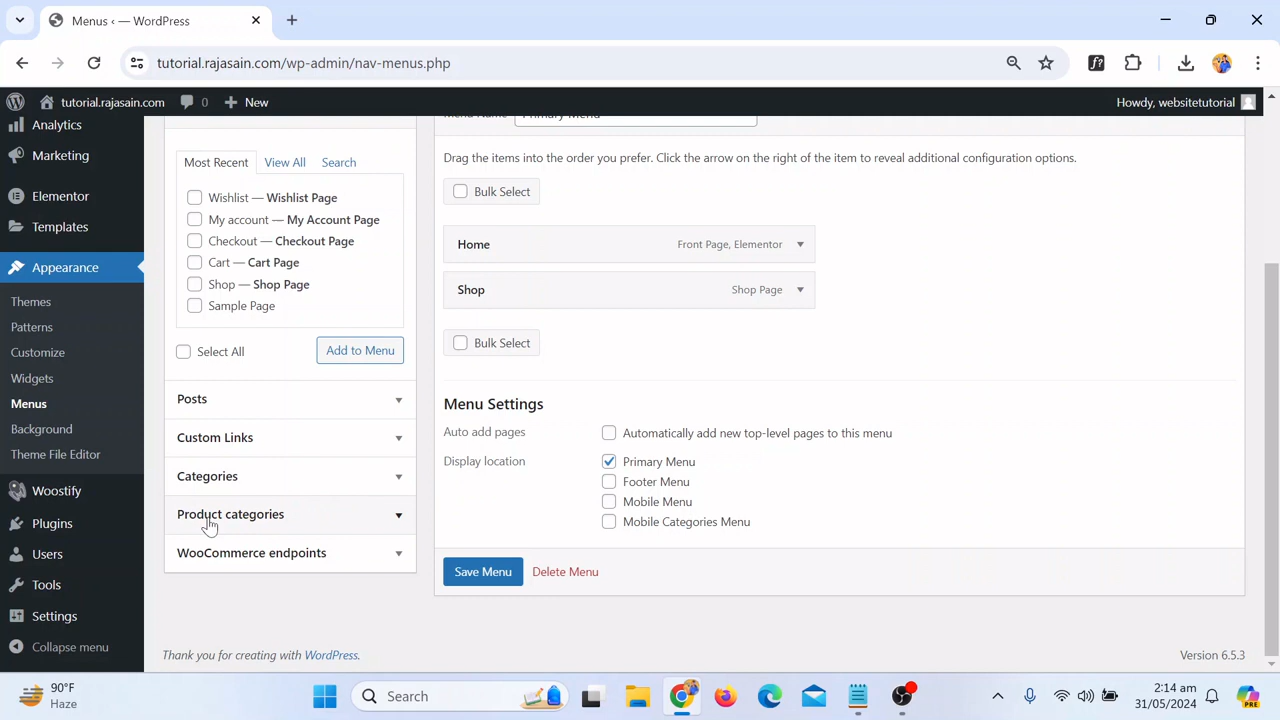 Menus ‹ — WordPress
tutorial.rajasain.com/wp-admin/nav-menus.php
tutorial.rajasain.com
0
New
Howdy, websitetutorial
Analytics
Marketing
Elementor
Templates
Appearance
Themes
Patterns
Customize
Widgets
Menus
Background
Theme File Editor
Woostify
Plugins
Users
Tools
Settings
Collapse menu
Most Recent View All Search
Wishlist — Wishlist Page
My account — My Account Page
Checkout — Checkout Page
Cart — Cart Page
Shop — Shop Page
Sample Page
Select All Add to Menu
Posts
Custom Links
Categories
Product categories
WooCommerce endpoints
Menu Name Primary Menu
Drag the items into the order you prefer. Click the arrow on the right of the item to reveal additional configuration options.
Bulk Select
Home Front Page, Elementor
Shop Shop Page
Bulk Select
Menu Settings
Auto add pages Automatically add new top-level pages to this menu
Display location Primary Menu
Footer Menu
Mobile Menu
Mobile Categories Menu
Save Menu Delete Menu
Thank you for creating with WordPress. Version 6.5.3
90°F
Haze
Search
PRE
2:14 am
31/05/2024